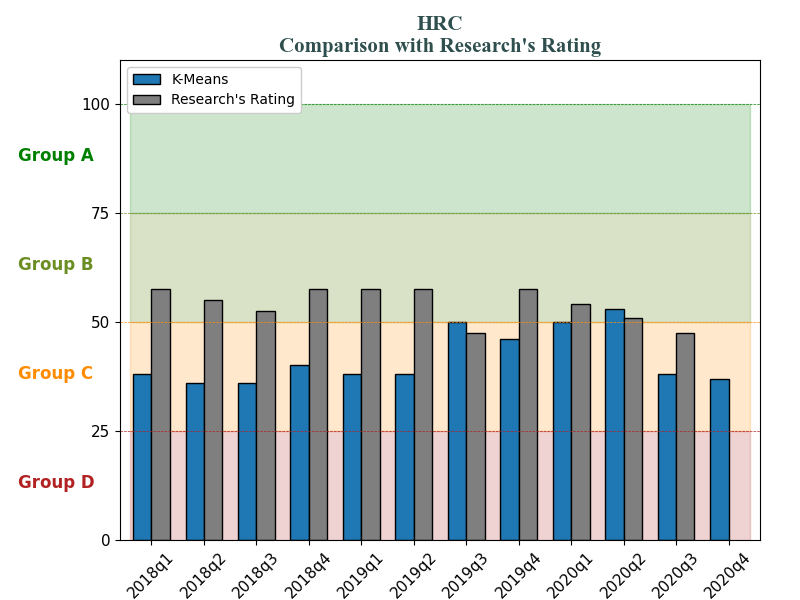 HRC
Comparison with Research's Rating
K-Means
Research's Rating
100
Group A
75
Group B
50
Group C
25
Group D
0
2018q1
2018q2
2018q3
2018q4
2019q1
2019q2
2019q3
2019q4
2020q1
2020q2
2020q3
2020q4